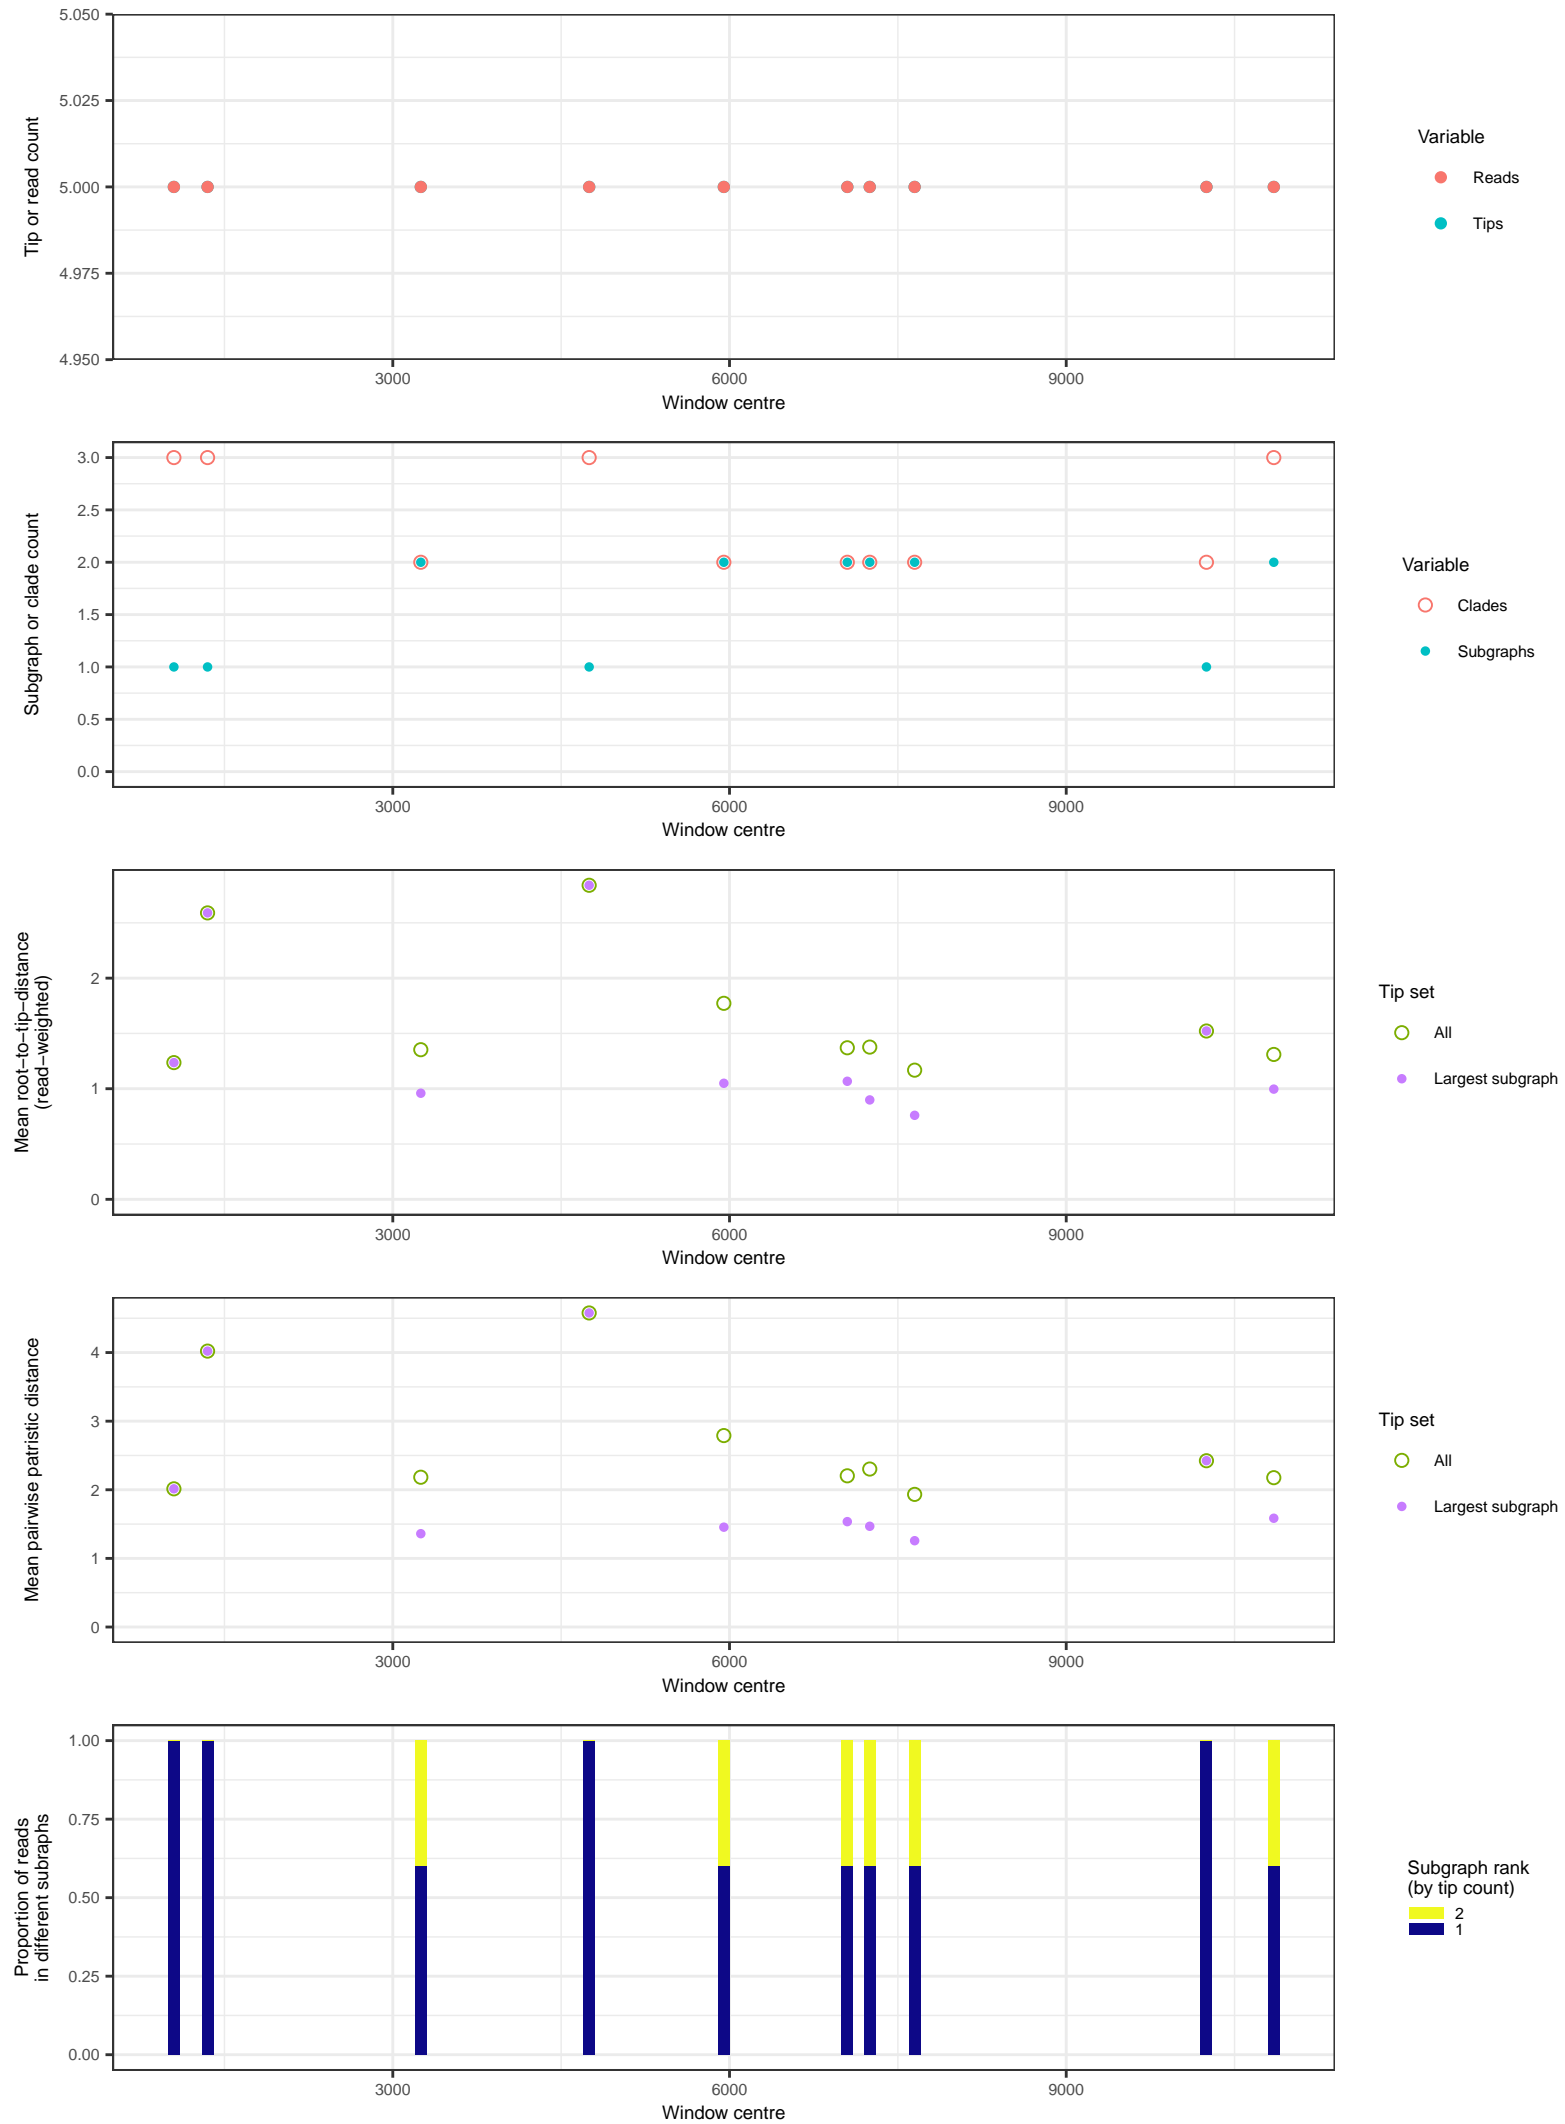 5.050
5.025
5.000
4.975
4.950
Tip or read count
3000
6000
9000
Window centre
Variable
Reads
Tips
3.0
2.5
2.0
1.5
1.0
0.5
0.0
Subgraph or clade count
3000
6000
9000
Window centre
Variable
Clades
Subgraphs
2
1
0
Mean root−to−tip−distance
(read−weighted)
3000
6000
9000
Window centre
Tip set
All
Largest subgraph
4
3
2
1
0
Mean pairwise patristic distance
3000
6000
9000
Window centre
Tip set
All
Largest subgraph
1.00
0.75
0.50
0.25
0.00
Proportion of reads
in different subraphs
3000
6000
9000
Window centre
Subgraph rank
(by tip count)
2
1